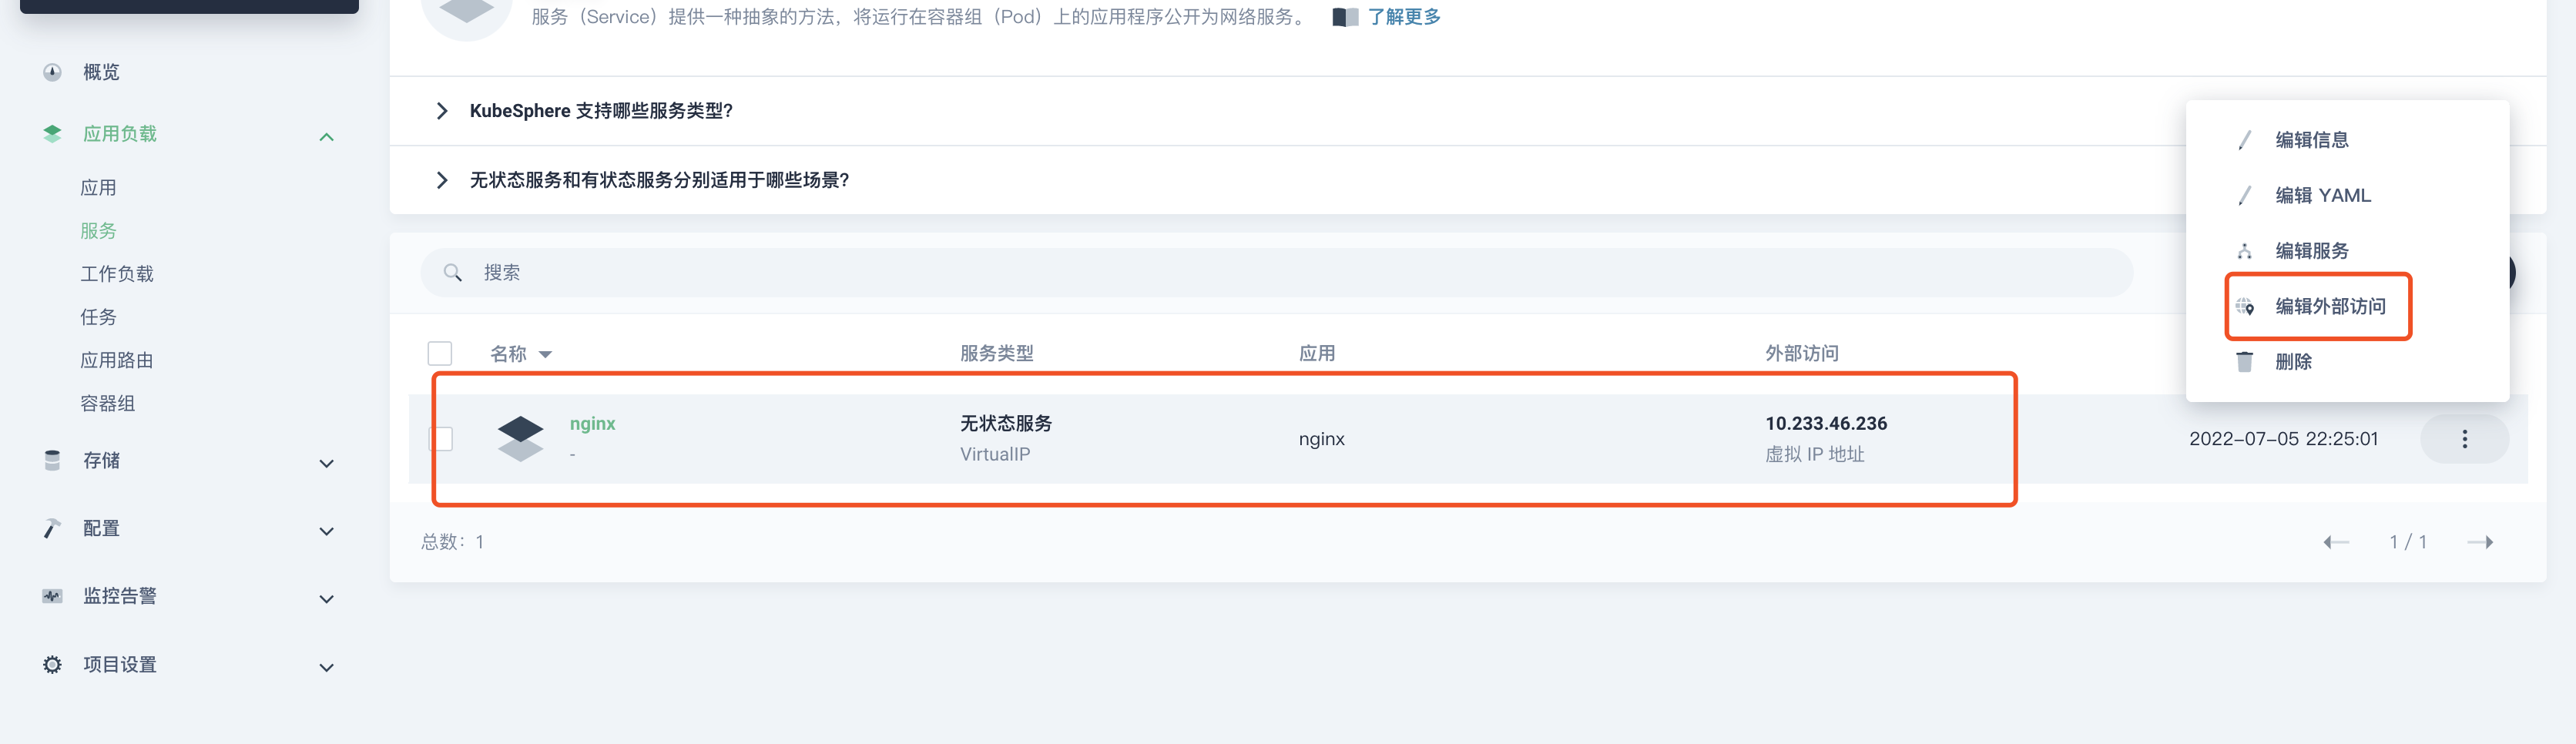 服务（Service）提供一种抽象的方法，将运行在容器组（Pod）上的应用程序公开为网络服务。 了解更多
概览
应用负载
应用
服务
工作负载
任务
应用路由
容器组
存储
配置
监控告警
项目设置
KubeSphere 支持哪些服务类型?
无状态服务和有状态服务分别适用于哪些场景?
搜索
名称 服务类型 应用 外部访问
nginx 无状态服务 nginx 10.233.46.236 2022-07-05 22:25:01
- VirtualIP 虚拟 IP 地址
总数：1 1 / 1
编辑信息
编辑 YAML
编辑服务
编辑外部访问
删除